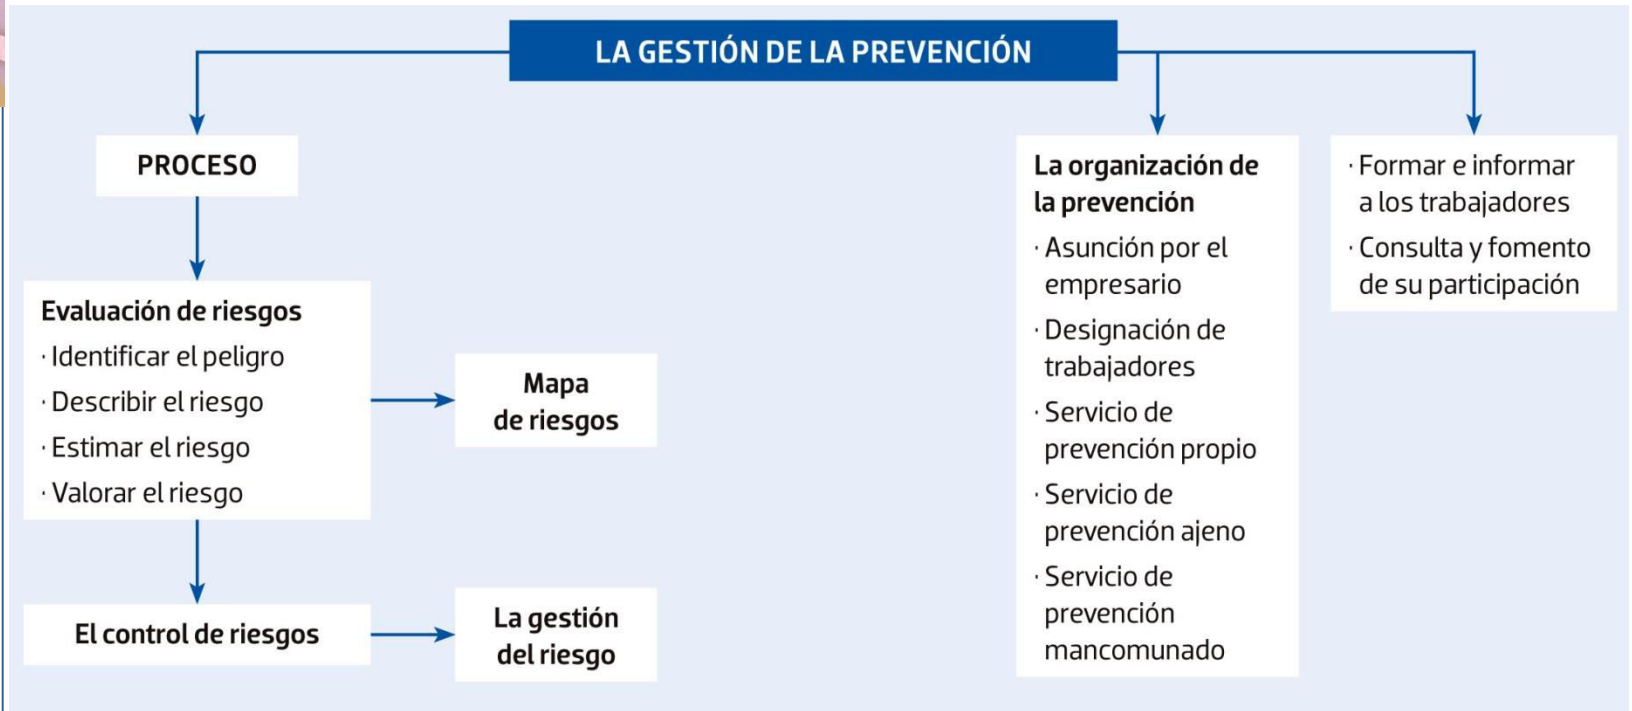 LA GESTIÓN DE LA PREVENCIÓN
PROCESO
Evaluación de riesgos
· Identificar el peligro
· Describir el riesgo
· Estimar el riesgo
· Valorar el riesgo
Mapa
de riesgos
El control de riesgos
La gestión
del riesgo
La organización de
la prevención
· Asunción por el
empresario
· Designación de
trabajadores
· Servicio de
prevención propio
· Servicio de
prevención ajeno
· Servicio de
prevención
mancomunado
· Formar e informar
a los trabajadores
· Consulta y fomento
de su participación